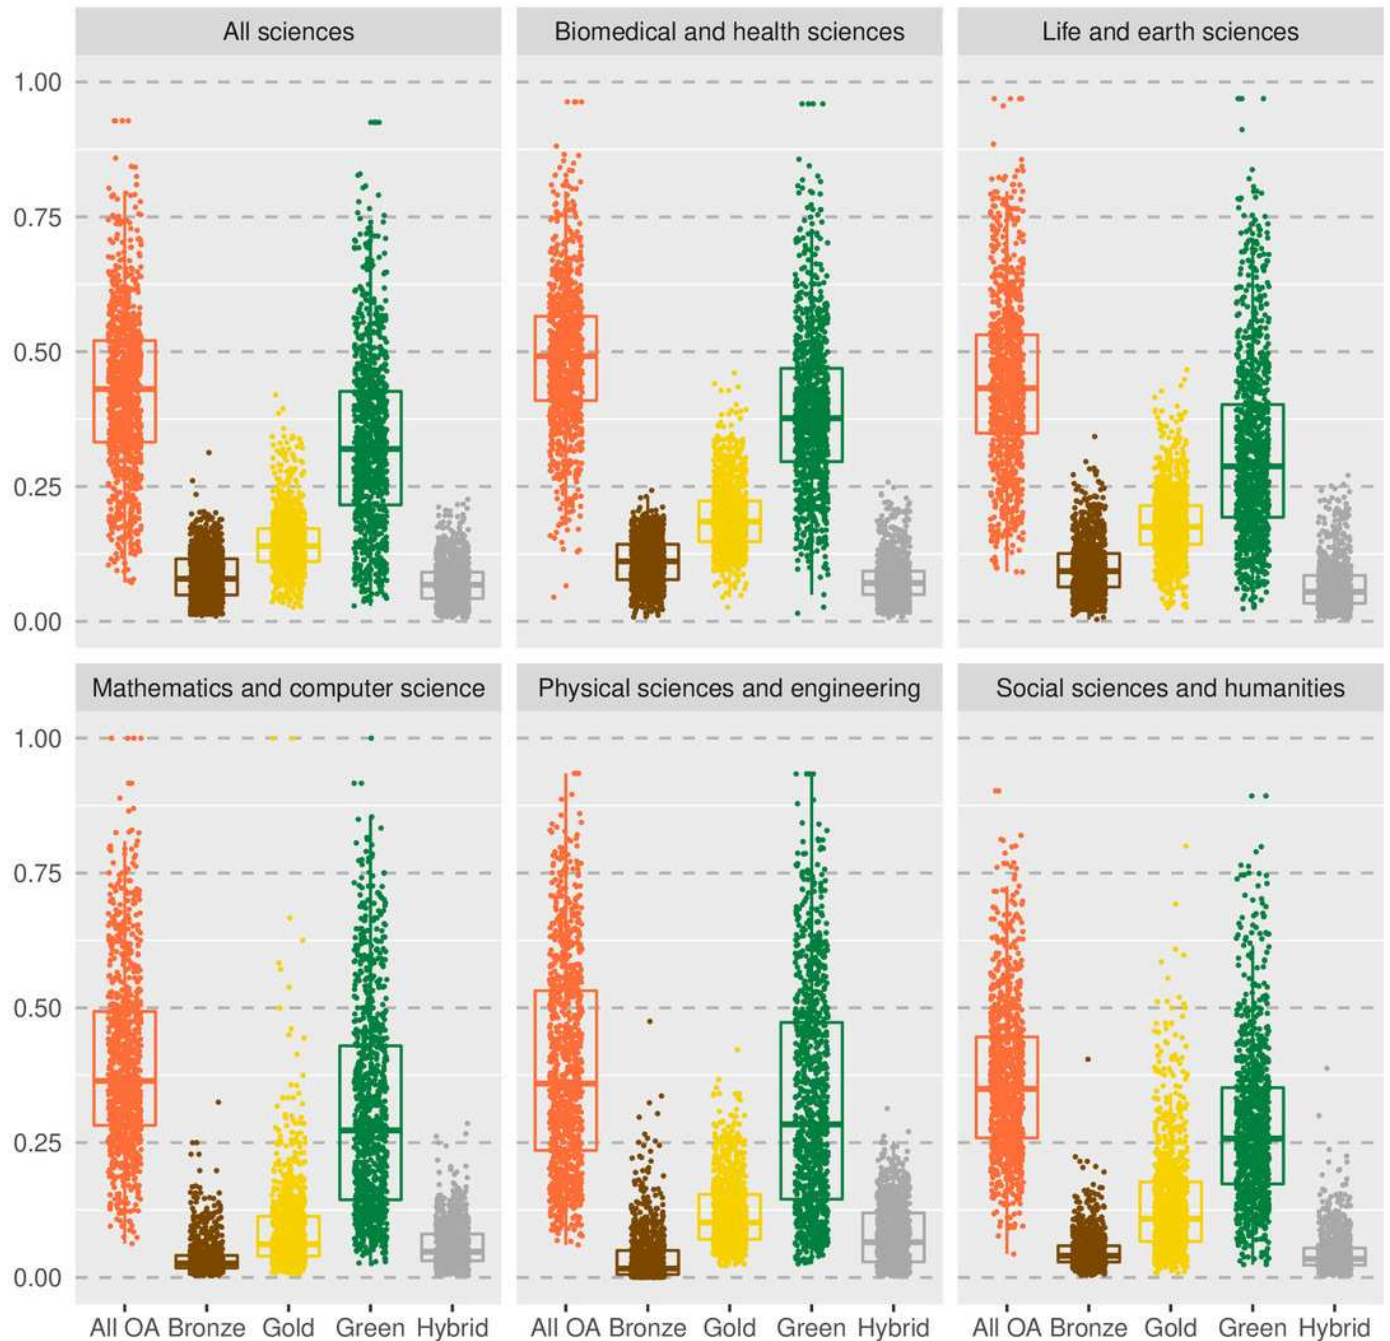 All sciences
Biomedical and health sciences
Life and earth sciences
1.00
0.75
0.50
0.25
0.00
Mathematics and computer science
Physical sciences and engineering
Social sciences and humanities
1.00
0.75
0.50
0.25
0.00
All OA Bronze Gold Green Hybrid
All OA Bronze Gold Green Hybrid
All OA Bronze Gold Green Hybrid